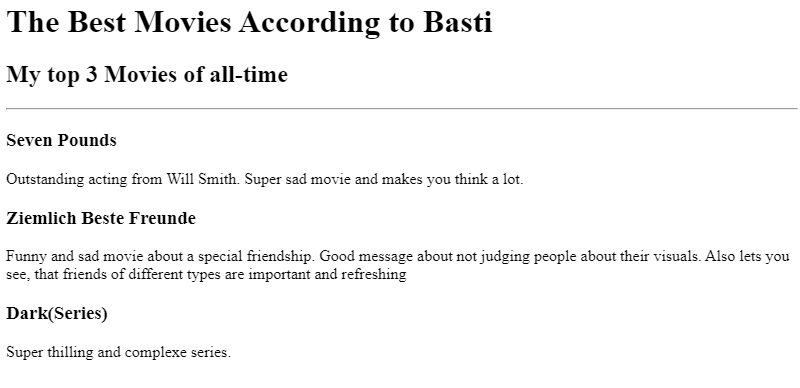 The Best Movies According to Basti
My top 3 Movies of all-time
Seven Pounds
Outstanding acting from Will Smith. Super sad movie and makes you think a lot.
Ziemlich Beste Freunde
Funny and sad movie about a special friendship. Good message about not judging people about their visuals. Also lets you
see, that friends of different types are important and refreshing
Dark(Series)
Super thilling and complexe series.